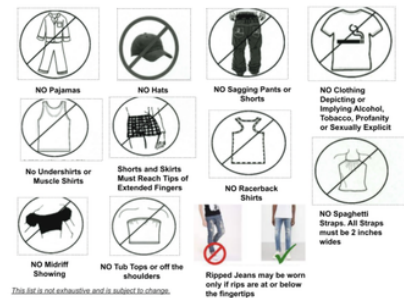 NO Pajamas
NO Hats
NO Sagging Pants or
Shorts
NO Clothing
Depicting or
Implying Alcohol,
Tobacco, Profanity
or Sexually Explicit
No Undershirts or
Muscle Shirts
Shorts and Skirts
Must Reach Tips of
Extended Fingers
NO Racerback
Shirts
NO Spaghetti
Straps. All Straps
must be 2 inches
wides
NO Midriff
Showing
NO Tub Tops or off the
shoulders
Ripped Jeans may be worn
only if rips are at or below
the fingertips
This list is not exhaustive and is subject to change.